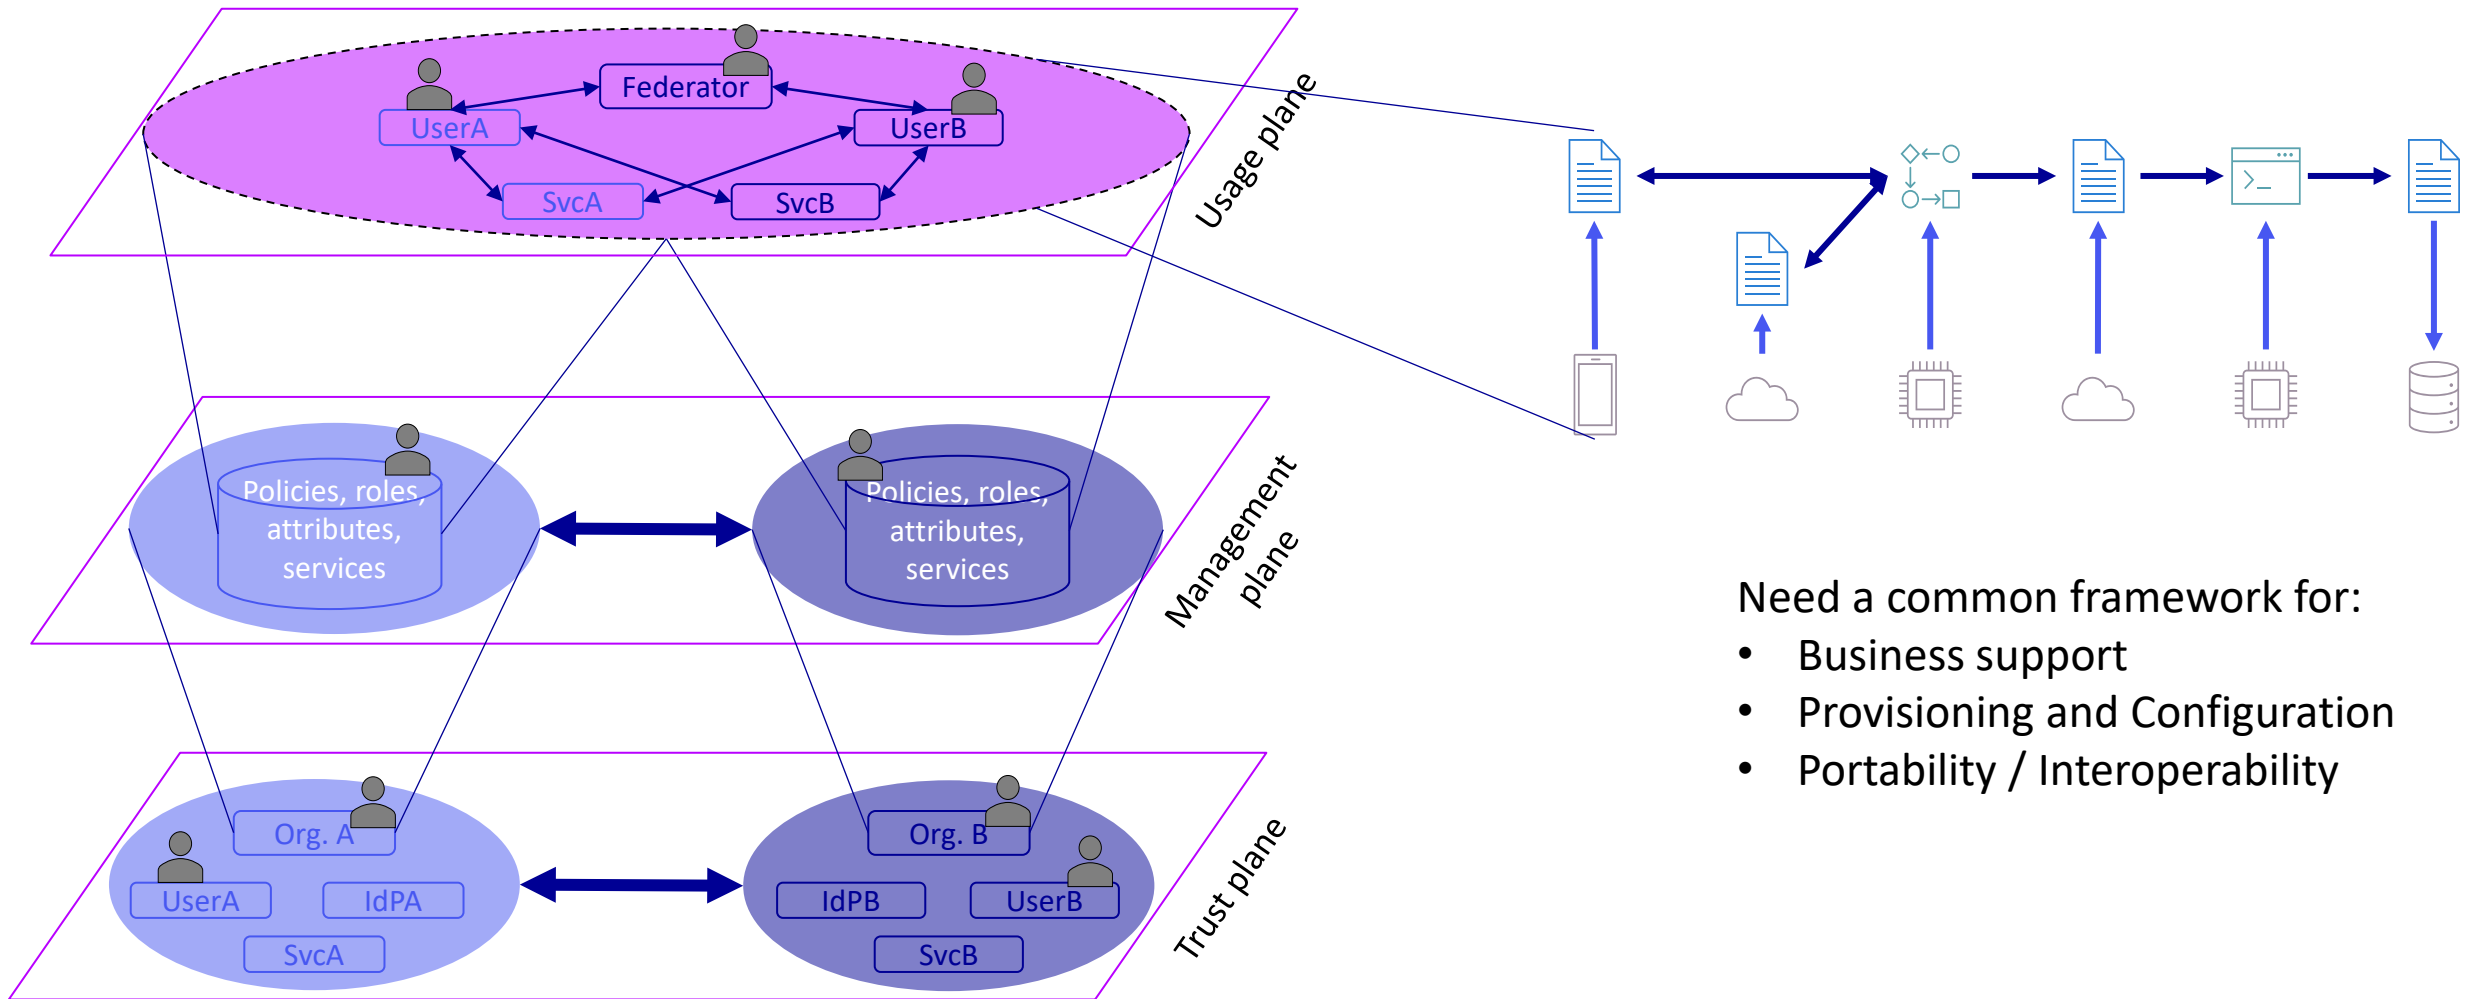 Federator
UserA
UserB
SvcA
SvcB
Usage plane
Policies, roles,
attributes,
services
Policies, roles,
attributes,
services
Management
plane
Need a common framework for:
• Business support
• Provisioning and Configuration
• Portability / Interoperability
Org. A
UserA
IdPA
SvcA
Org. B
IdPB
UserB
SvcB
Trust plane